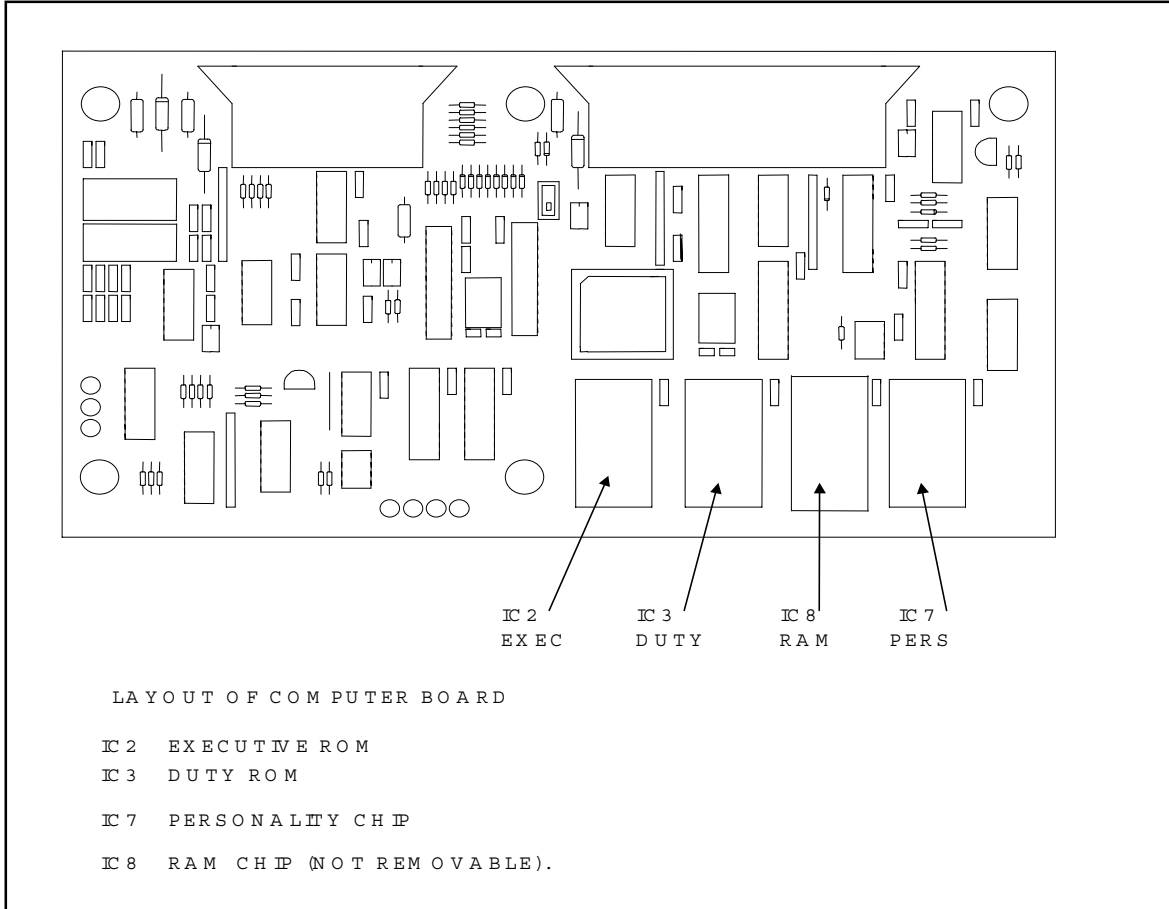 IC2 IC3 IC8 IC7
EXEC DUTY RAM PERS
LAYOUT OF COMPUTER BOARD
IC2 EXECUTIVE ROM
IC3 DUTY ROM
IC7 PERSONALITY CHIP
IC8 RAM CHIP (NOT REMOVABLE).